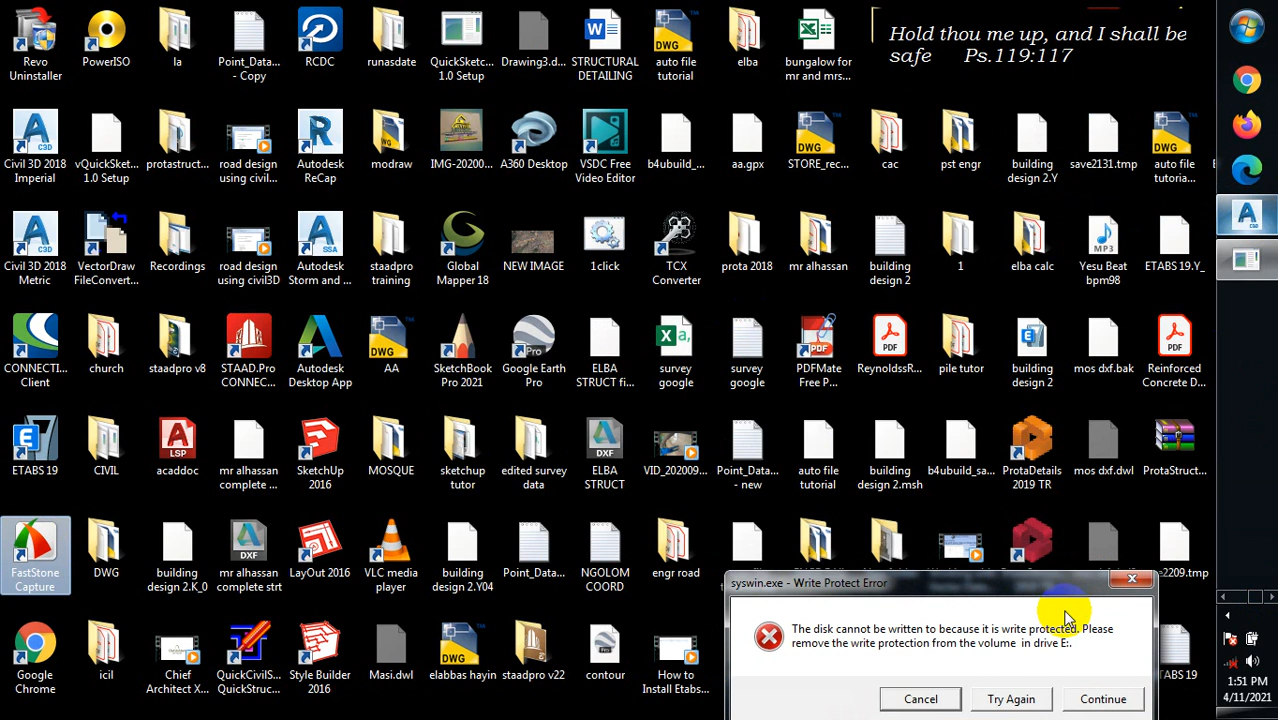 Hold thou me up, and I shall be
safe Ps.119:117
Revo
Uninstaller
PowerISO
la
Point_Data...
- Copy
RCDC
runasdate
QuickSketc...
1.0 Setup
Drawing3.d...
STRUCTURAL
DETAILING
auto file
tutorial
elba
bungalow for
mr and mrs...
Civil 3D 2018
Imperial
vQuickSket...
1.0 Setup
protastruct...
road design
using civil...
Autodesk
ReCap
modraw
IMG-20200...
A360 Desktop
VSDC Free
Video Editor
b4ubuild_...
aa.gpx
STORE_rec...
cac
pst engr
building
design 2.Y
save2131.tmp
auto file
tutoria...
Civil 3D 2018
Metric
VectorDraw
FileConvert...
Recordings
road design
using civil3D
Autodesk
Storm and ...
staadpro
training
Global
Mapper 18
NEW IMAGE
1click
TCX
Converter
prota 2018
mr alhassan
building
design 2
1
elba calc
MP3
Yesu Beat
bpm98
ETABS 19.Y_
CONNECTI...
Client
church
staadpro v8
STAAD.Pro
CONNEC...
Autodesk
Desktop App
AA
SketchBook
Pro 2021
Google Earth
Pro
ELBA
STRUCT fi...
survey
google
survey
google
PDFMate
Free P...
ReynoldssR...
pile tutor
building
design 2
mos dxf.bak
Reinforced
Concrete D...
ETABS 19
CIVIL
acaddoc
mr alhassan
complete ...
SketchUp
2016
MOSQUE
sketchup
tutor
edited survey
data
ELBA
STRUCT
VID_202009...
Point_Data...
- new
auto file
tutorial
building
design 2.msh
b4ubuild_sa...
ProtaDetails
2019 TR
mos dxf.dwl
ProtaStruct...
FastStone
Capture
DWG
building
design 2.K_0
mr alhassan
complete strt
LayOut 2016
VLC media
player
building
design 2.Y04
Point_Data...
NGOLOM
COORD
engr road
e2209.tmp
syswin.exe - Write Protect Error
The disk cannot be written to because it is write protected. Please
remove the write protection from the volume in drive E:.
Cancel
Try Again
Continue
Google
Chrome
icil
Chief
Architect X...
QuickCivilS...
QuickStruc...
Style Builder
2016
Masi.dwl
elabbas hayin
staadpro v22
contour
How to
Install Etabs...
TABS 19
1:51 PM
4/11/2021